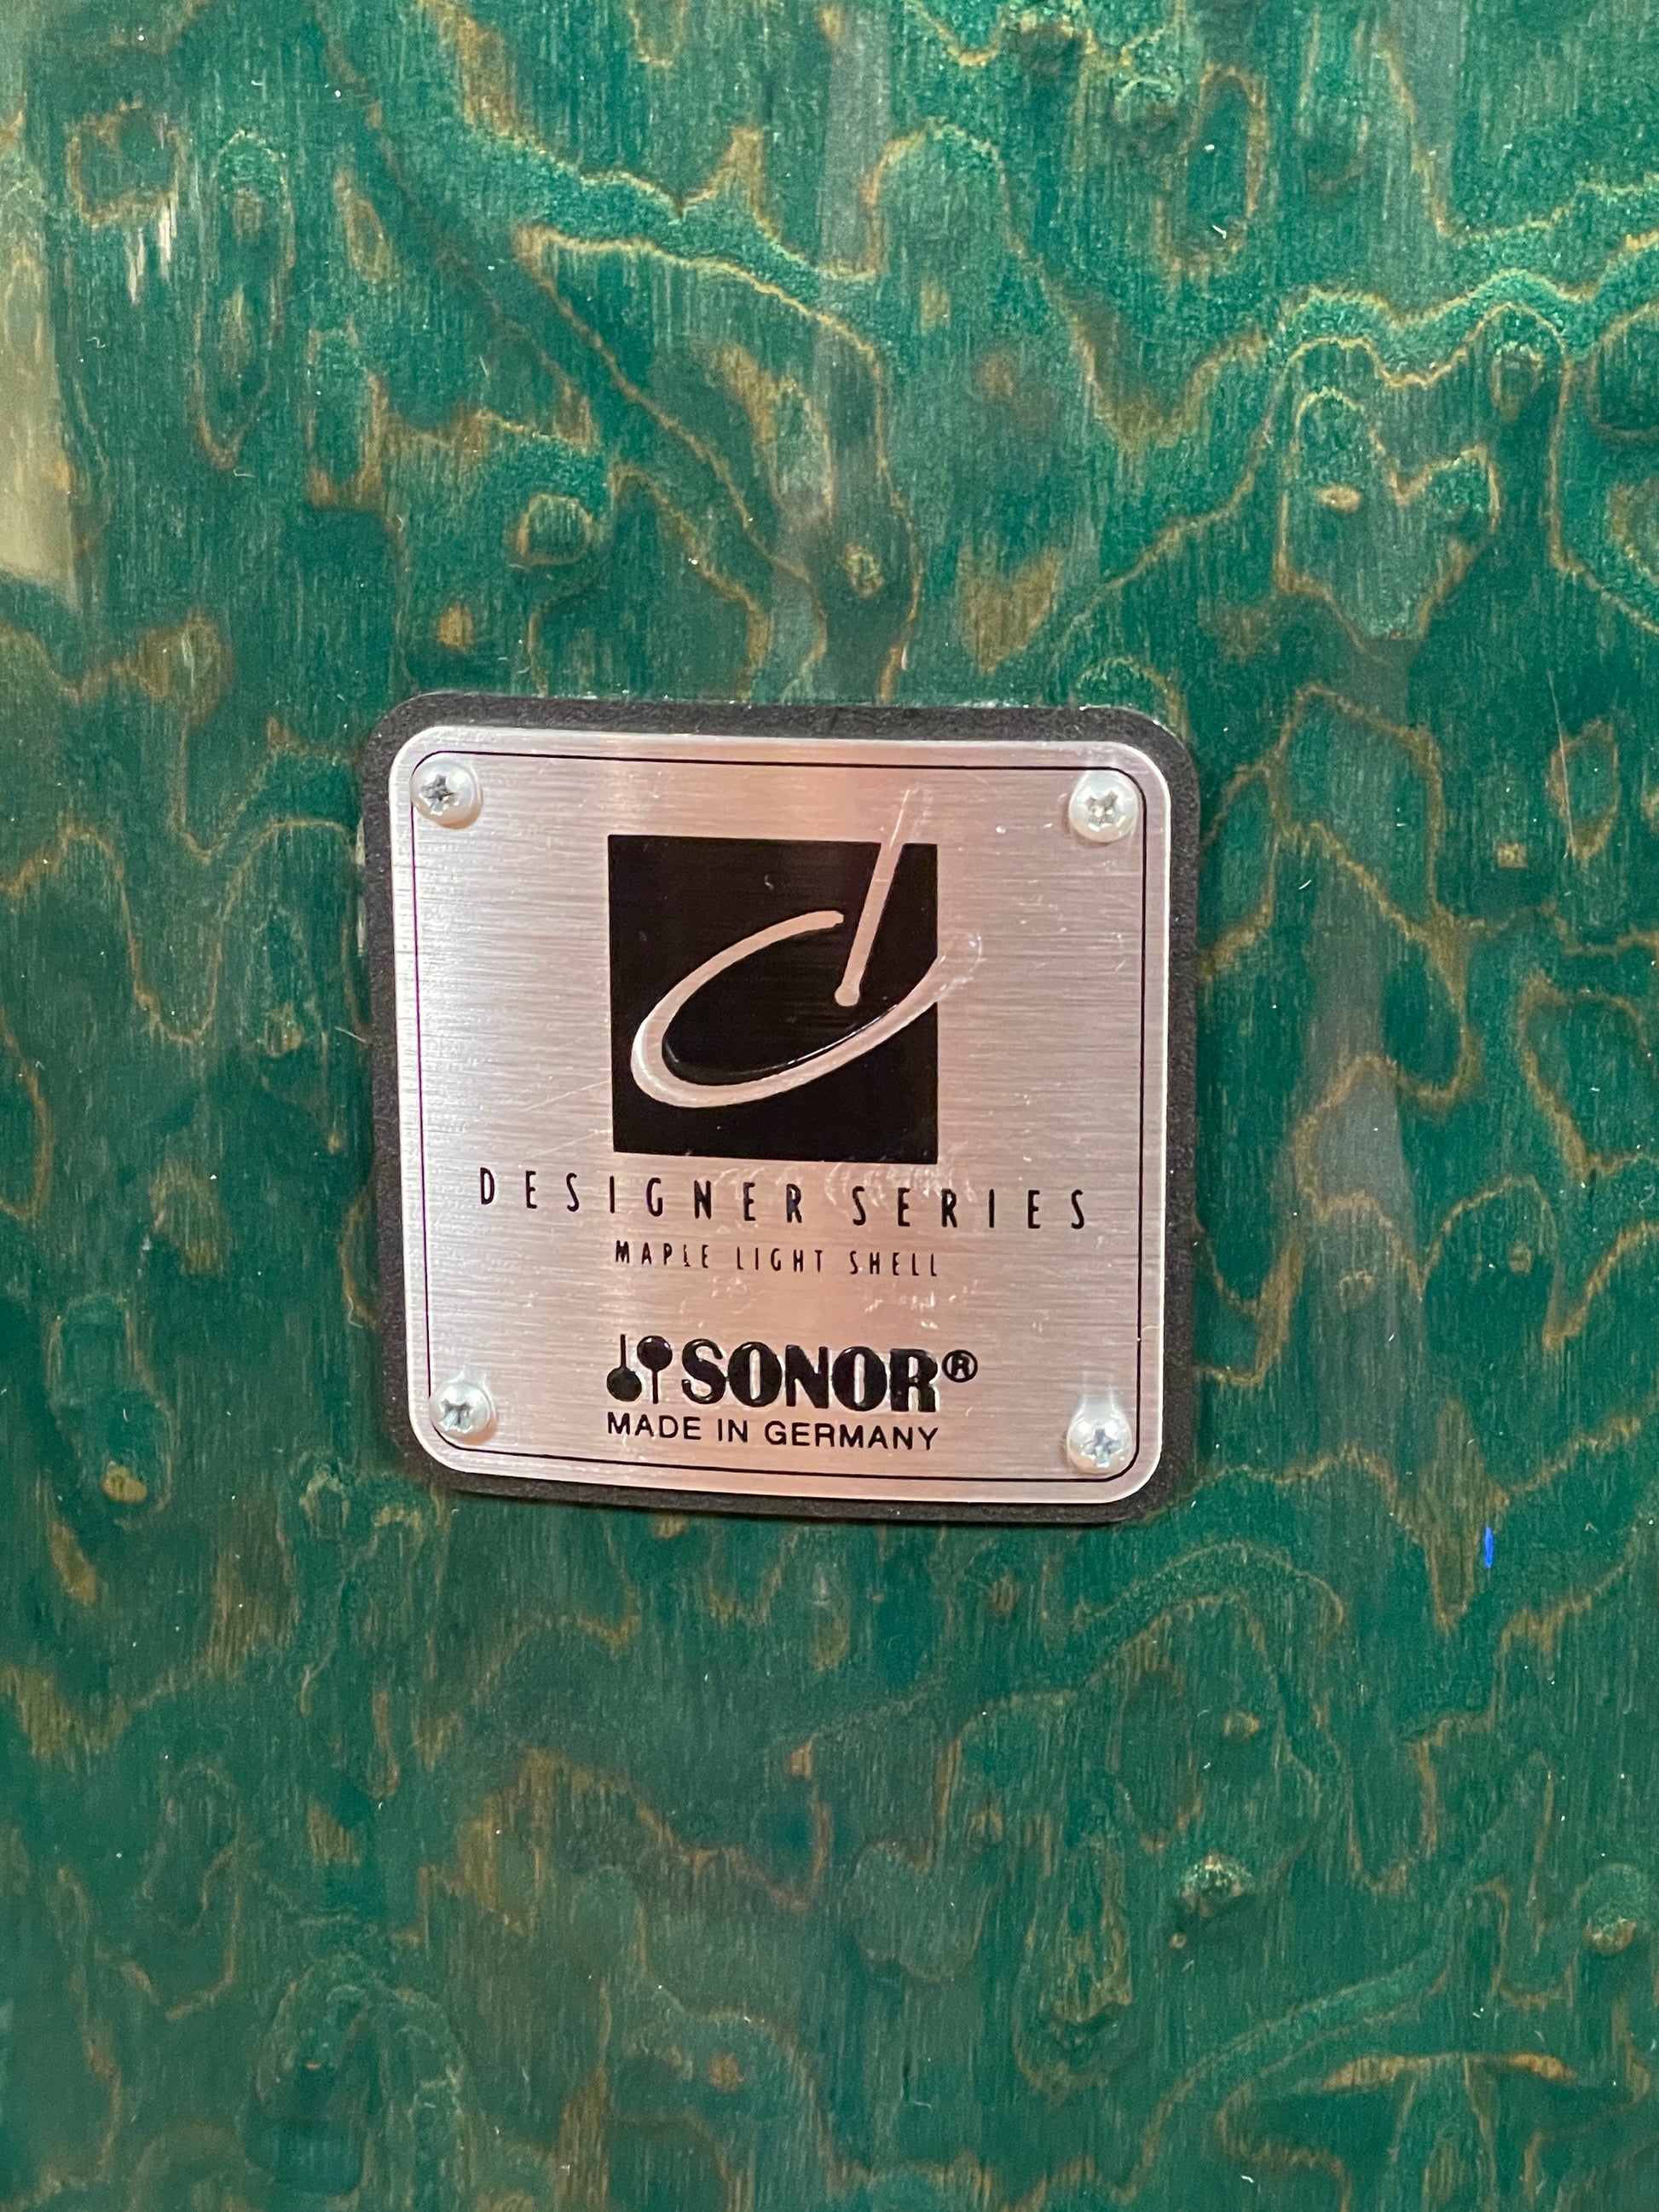 d
DESIGNER SERIES
MAPLE LIGHT SHELL
SONOR®
MADE IN GERMANY